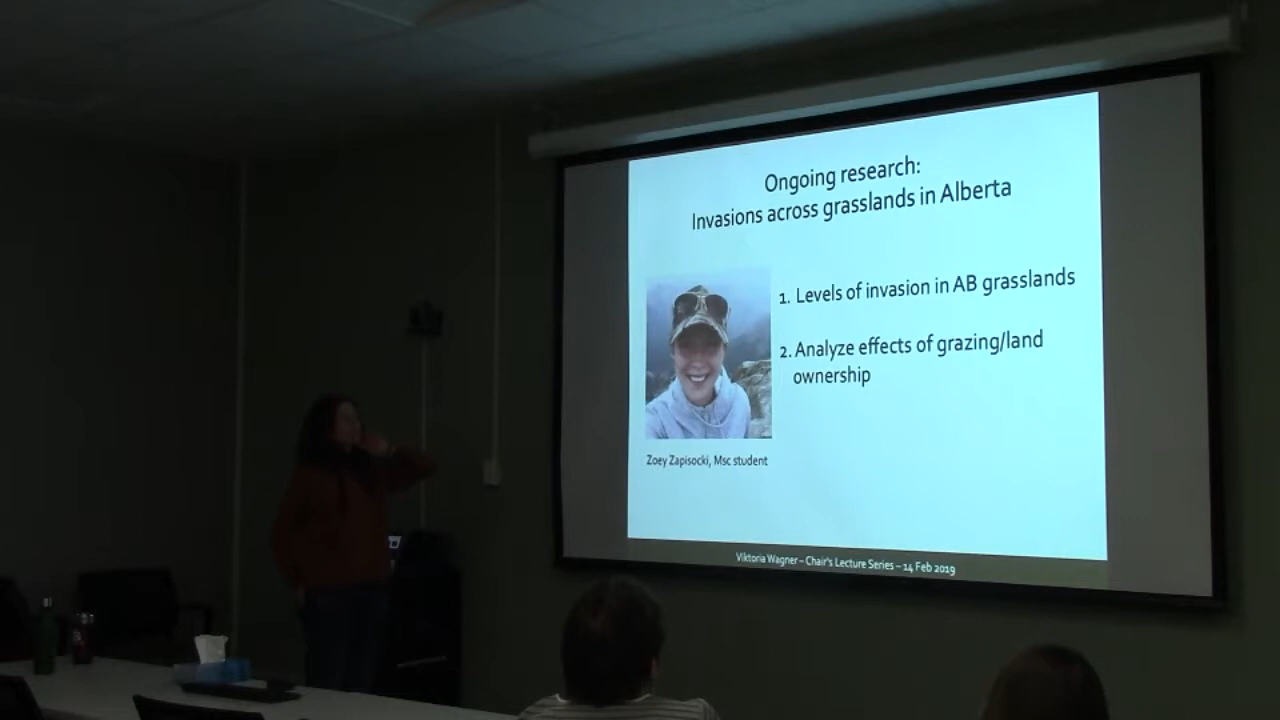 Ongoing research:
Invasions across grasslands in Alberta
1. Levels of invasion in AB grasslands
2. Analyze effects of grazing/land
ownership
Zoey Zapisocki, Msc student
Viktoria Wagner – Chair's Lecture Series – 14 Feb 2019